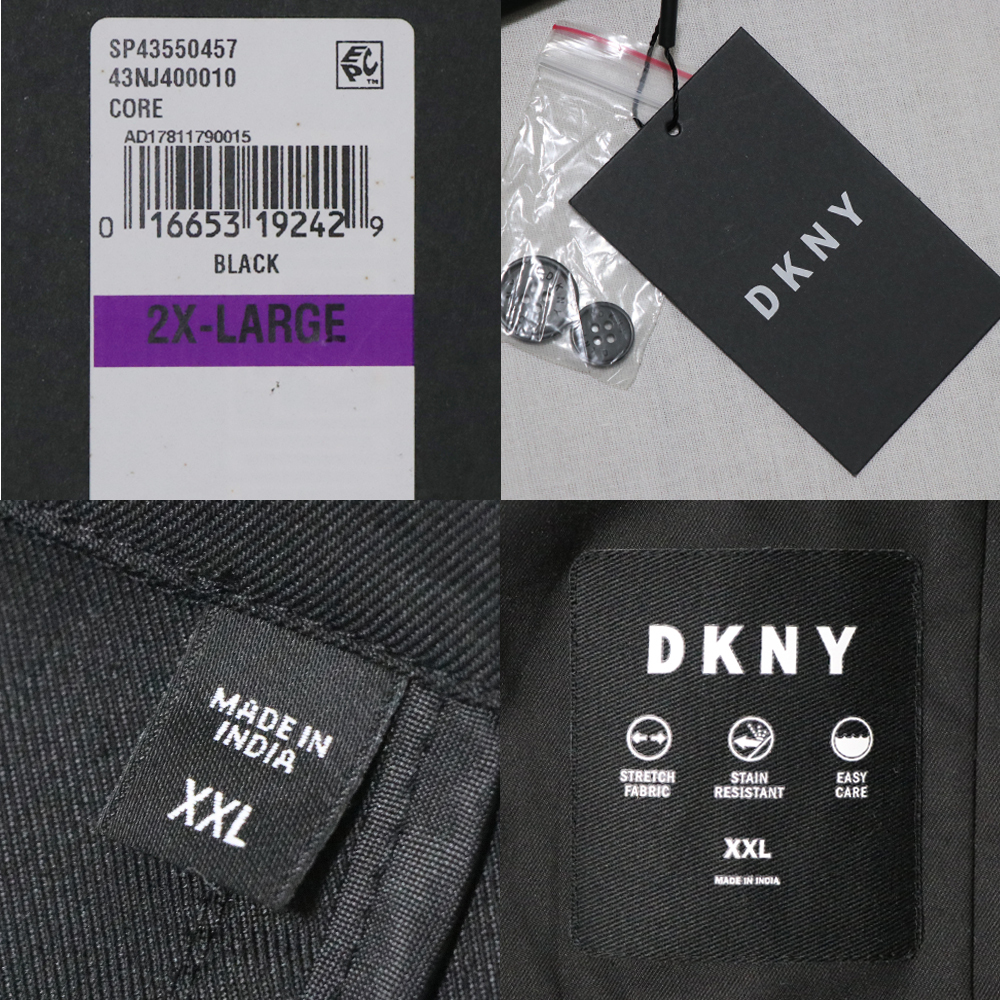 SP43550457
43NJ400010
CORE
EPC™
AD17811790015
0 16653 19242 9
BLACK
2X-LARGE
DKNY
MADE IN
INDIA
XXL
DKNY
STRETCH FABRIC
STAIN RESISTANT
EASY CARE
XXL
MADE IN INDIA